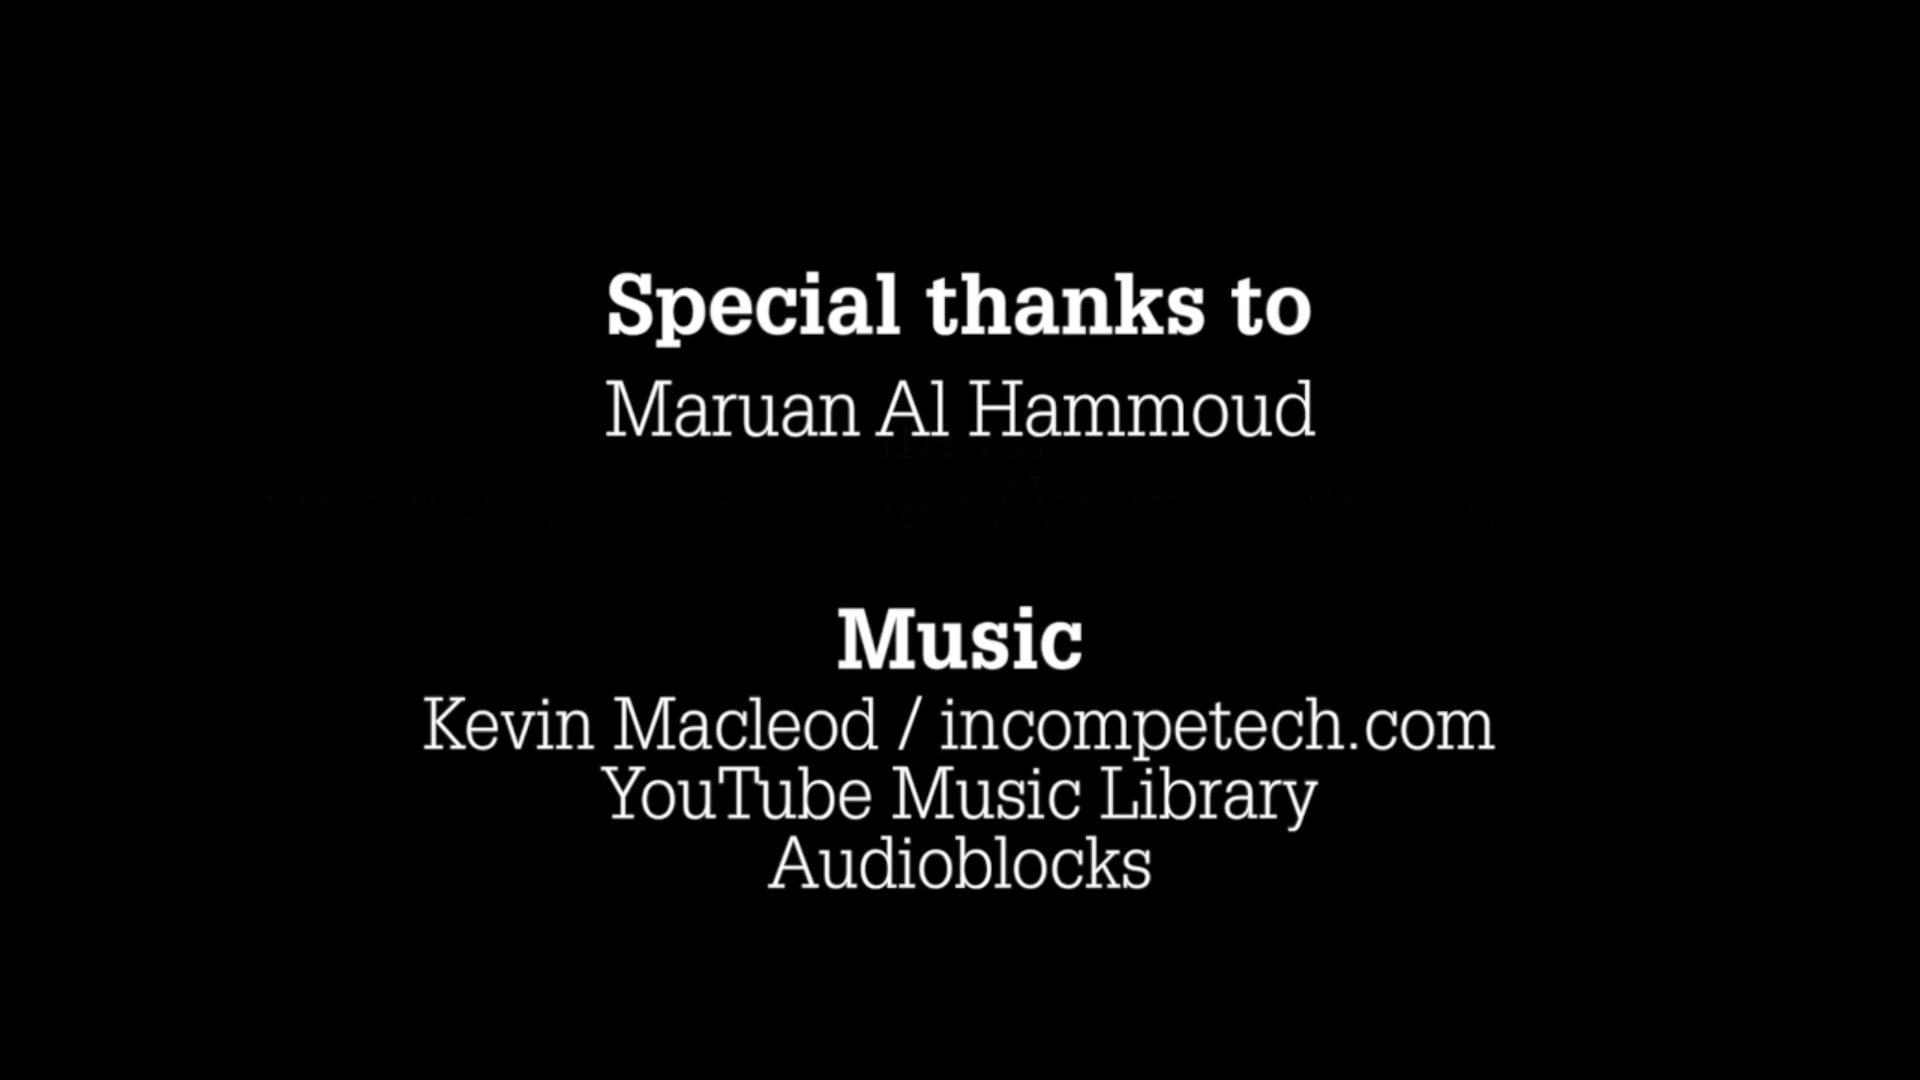 Special thanks to
Maruan Al Hammoud
Music
Kevin Macleod / incompetech.com
YouTube Music Library
Audioblocks